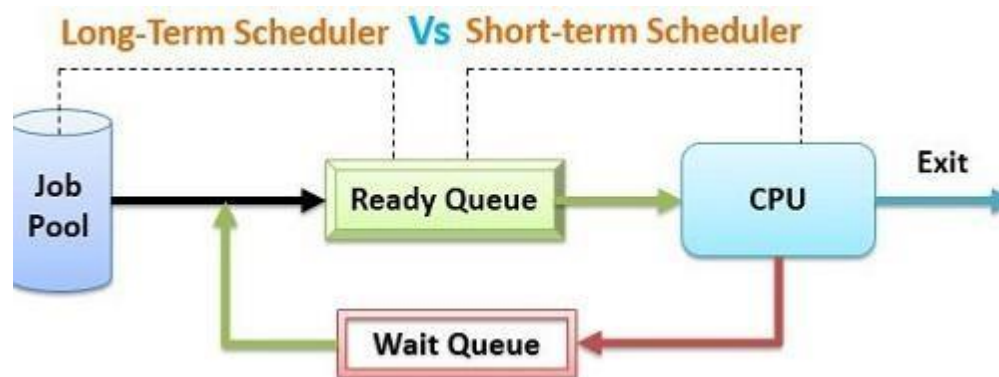 Long-Term Scheduler Vs Short-term Scheduler
Job
Pool
Ready Queue
CPU
Exit
Wait Queue